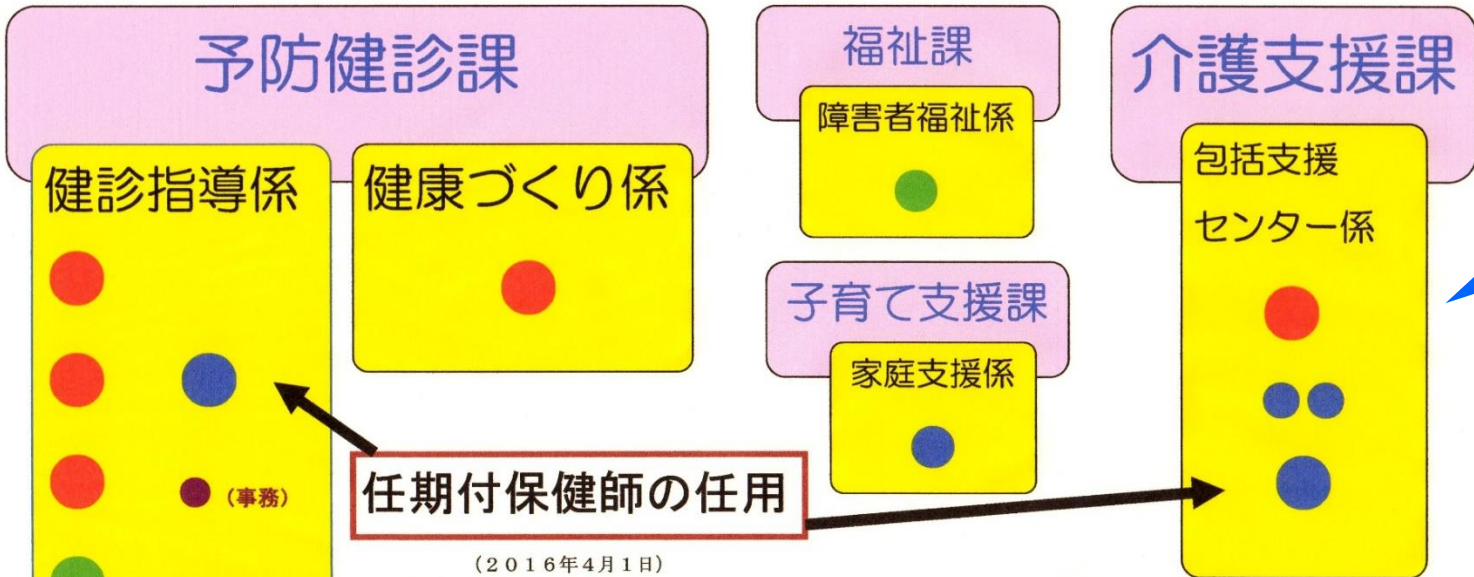 予防健診課
健診指導係
健康づくり係
(事務)
福祉課
障害者福祉係
子育て支援課
家庭支援係
介護支援課
包括支援
センター係
任期付保健師の任用
(2016年4月1日)